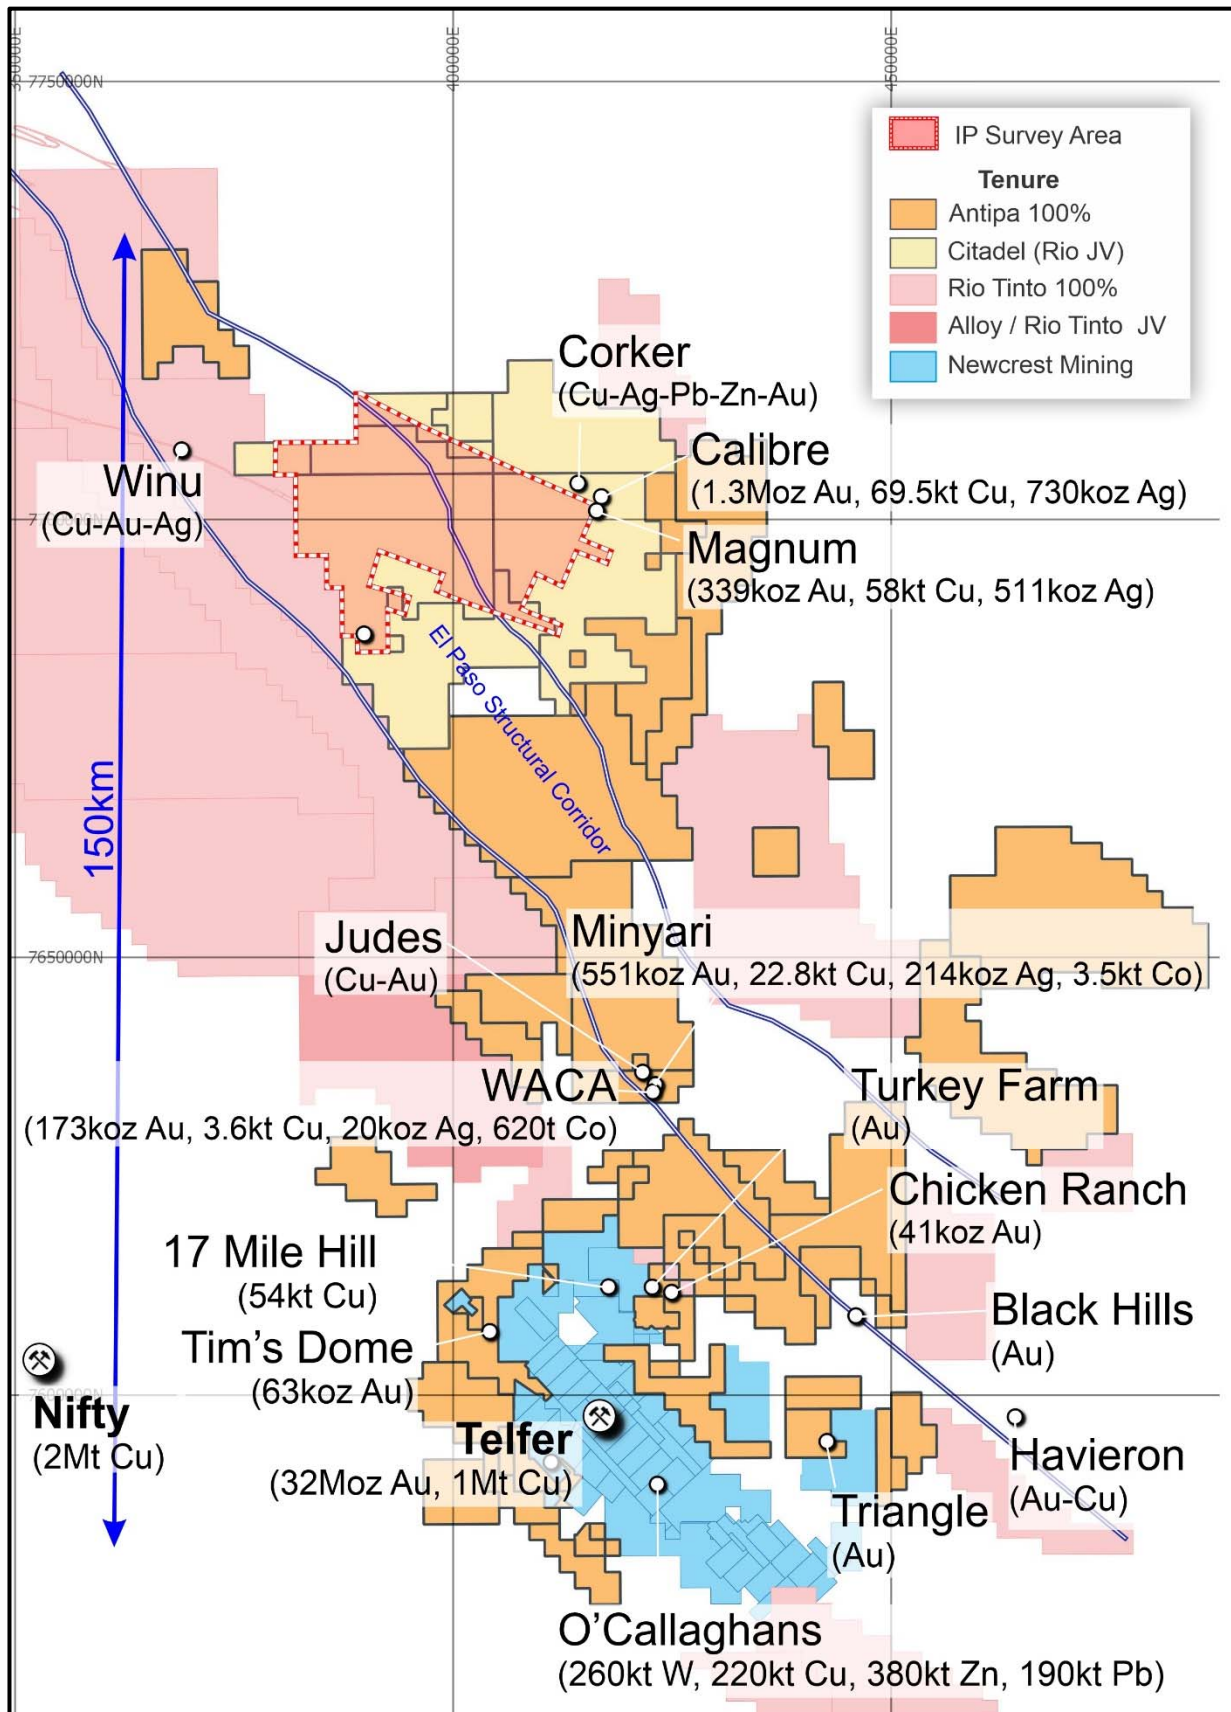 350000E
400000E
450000E
7750000N
IP Survey Area
Tenure
Antipa 100%
Citadel (Rio JV)
Rio Tinto 100%
Alloy / Rio Tinto JV
Newcrest Mining
Corker
(Cu-Ag-Pb-Zn-Au)
Calibre
(1.3Moz Au, 69.5kt Cu, 730koz Ag)
Winu
(Cu-Au-Ag)
7700000N
Magnum
(339koz Au, 58kt Cu, 511koz Ag)
El Paso Structural Corridor
150km
Judes
(Cu-Au)
Minyari
(551koz Au, 22.8kt Cu, 214koz Ag, 3.5kt Co)
7650000N
WACA
(173koz Au, 3.6kt Cu, 20koz Ag, 620t Co)
Turkey Farm
(Au)
Chicken Ranch
(41koz Au)
17 Mile Hill
(54kt Cu)
Black Hills
(Au)
Tim's Dome
(63koz Au)
7600000N
Nifty
(2Mt Cu)
Telfer
(32Moz Au, 1Mt Cu)
Havieron
(Au-Cu)
Triangle
(Au)
O'Callaghans
(260kt W, 220kt Cu, 380kt Zn, 190kt Pb)